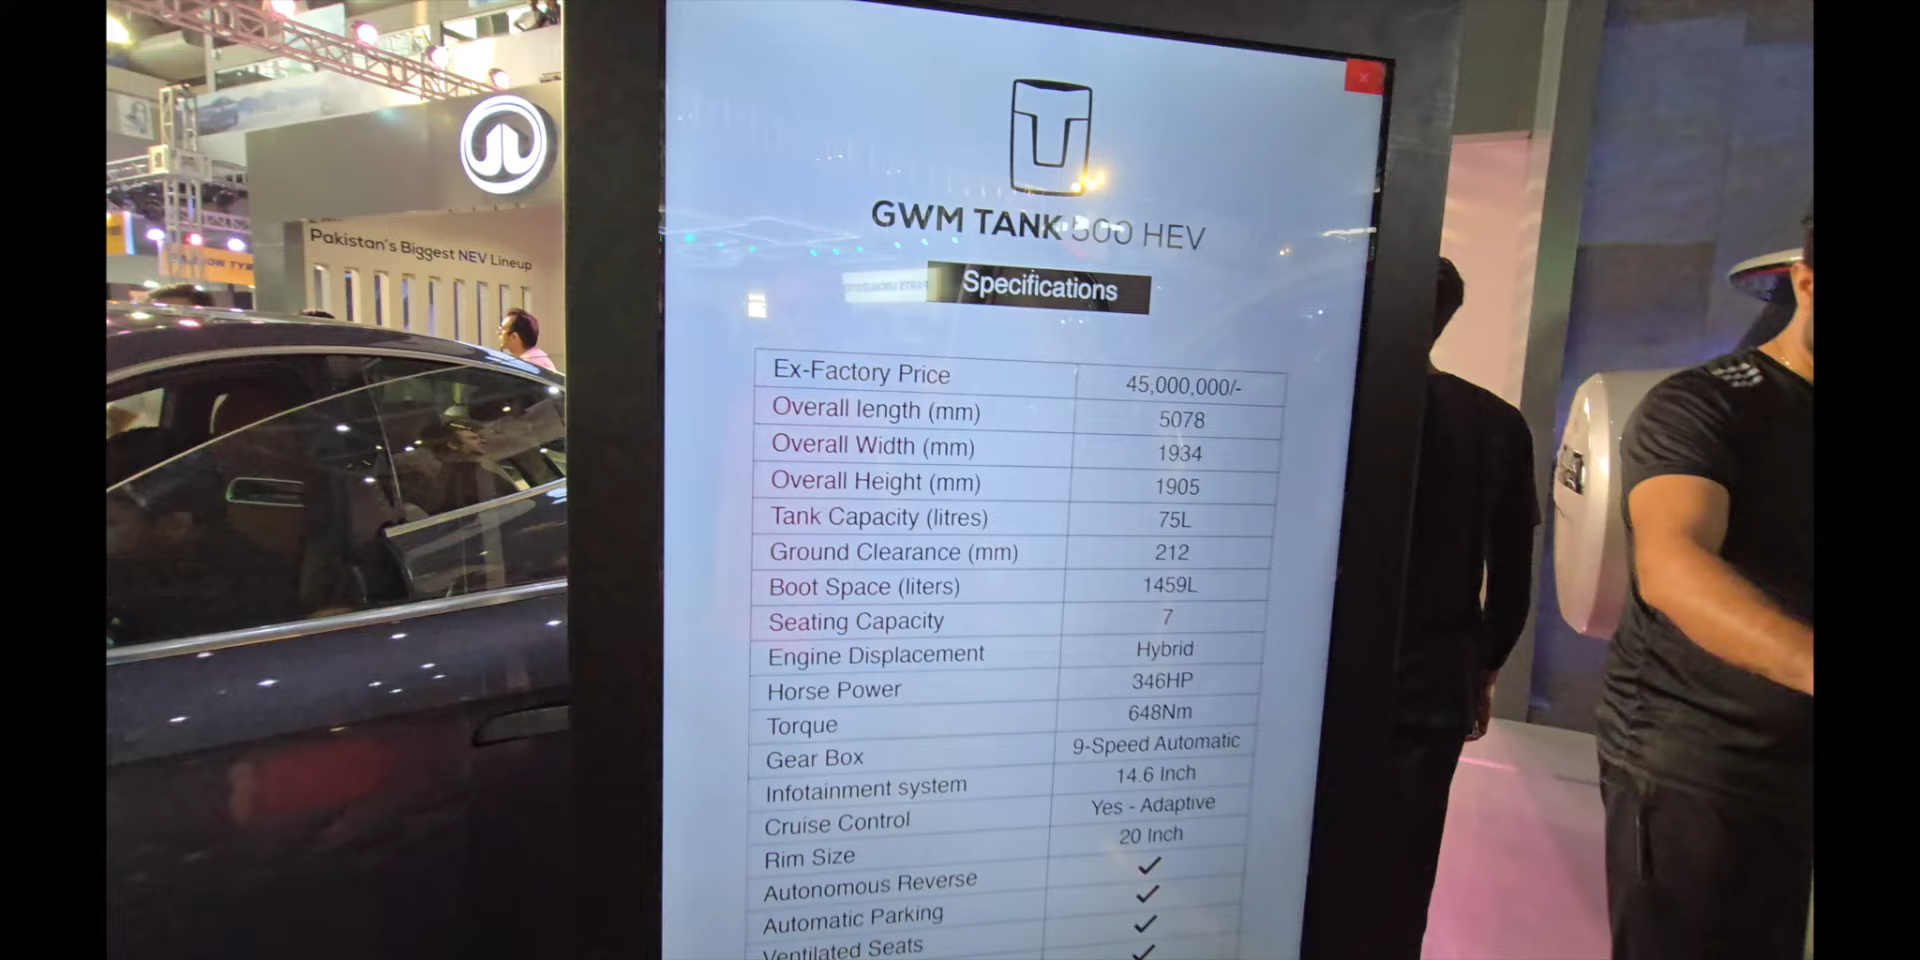 GWM TANK 500 HEV
Specifications
Ex-Factory Price 45,000,000/-
Overall length (mm) 5078
Overall Width (mm) 1934
Overall Height (mm) 1905
Tank Capacity (litres) 75L
Ground Clearance (mm) 212
Boot Space (liters) 1459L
Seating Capacity 7
Engine Displacement Hybrid
Horse Power 346HP
Torque 648Nm
Gear Box 9-Speed Automatic
Infotainment system 14.6 Inch
Cruise Control Yes - Adaptive
Rim Size 20 Inch
Autonomous Reverse ✓
Automatic Parking ✓
Ventilated Seats ✓
Pakistan's Biggest NEV Lineup